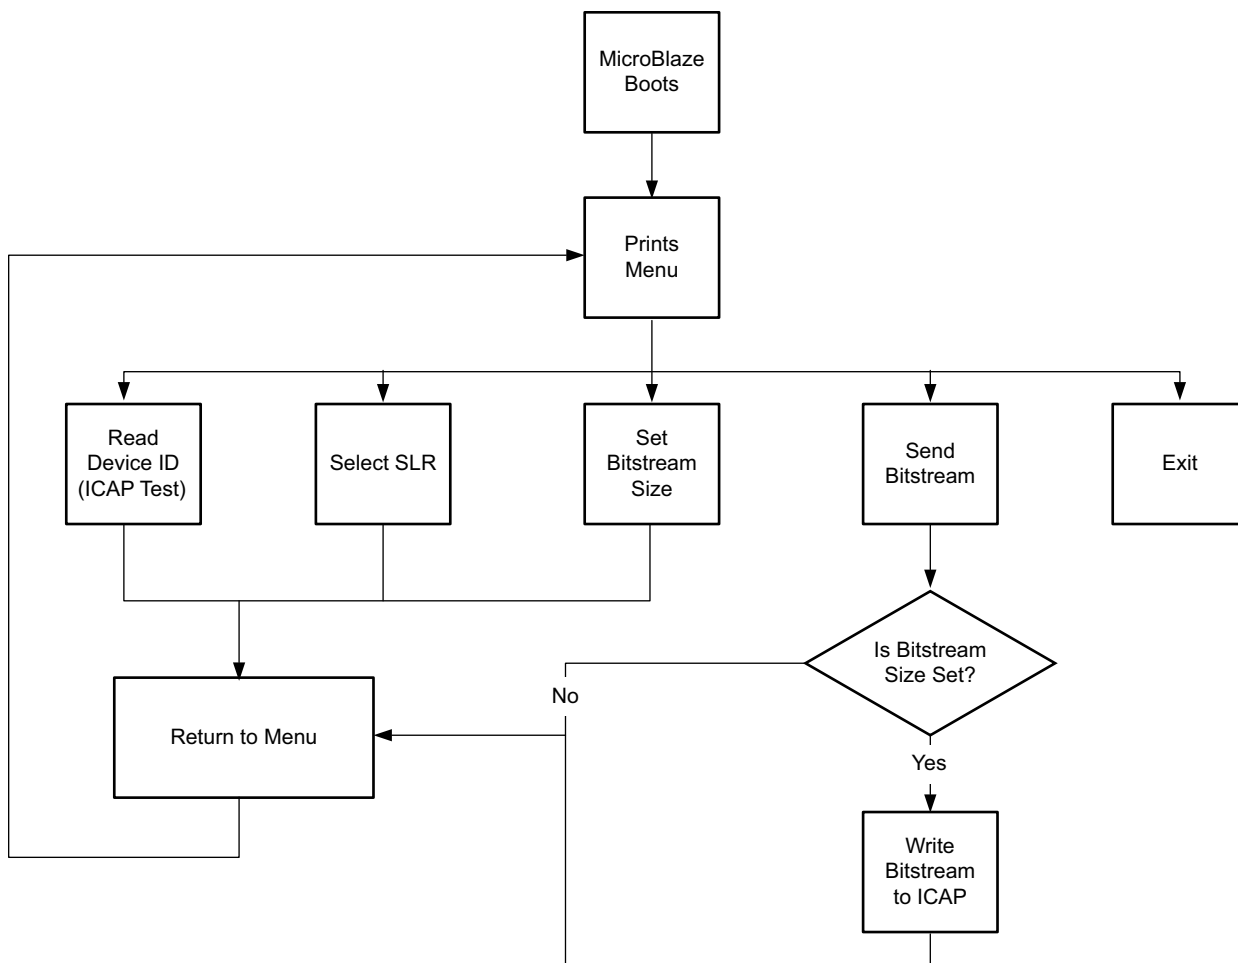 MicroBlaze
Boots
Prints
Menu
Read
Device ID
(ICAP Test)
Select SLR
Set
Bitstream
Size
Send
Bitstream
Exit
Is Bitstream
Size Set?
No
Return to Menu
Yes
Write
Bitstream
to ICAP